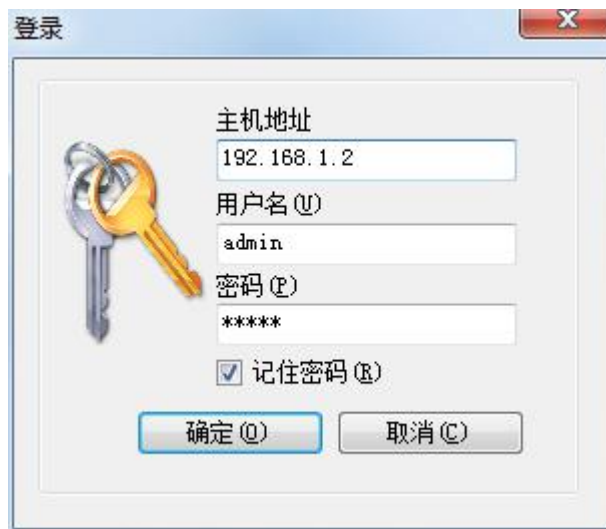 登录
主机地址
192.168.1.2
用户名(U)
admin
密码(P)
*****
记住密码(R)
确定(O)
取消(C)